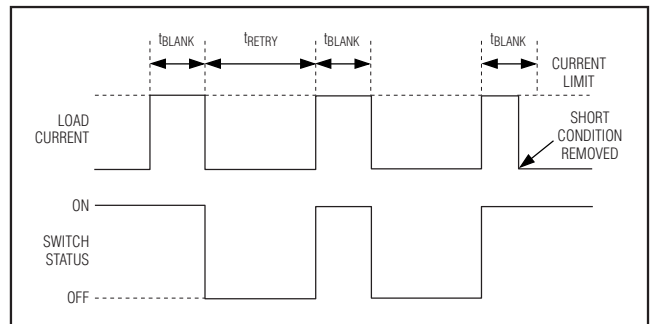 tBLANK
tRETRY
tBLANK
tBLANK
CURRENT
LIMIT
LOAD
CURRENT
SHORT
CONDITION
REMOVED
ON
SWITCH
STATUS
OFF